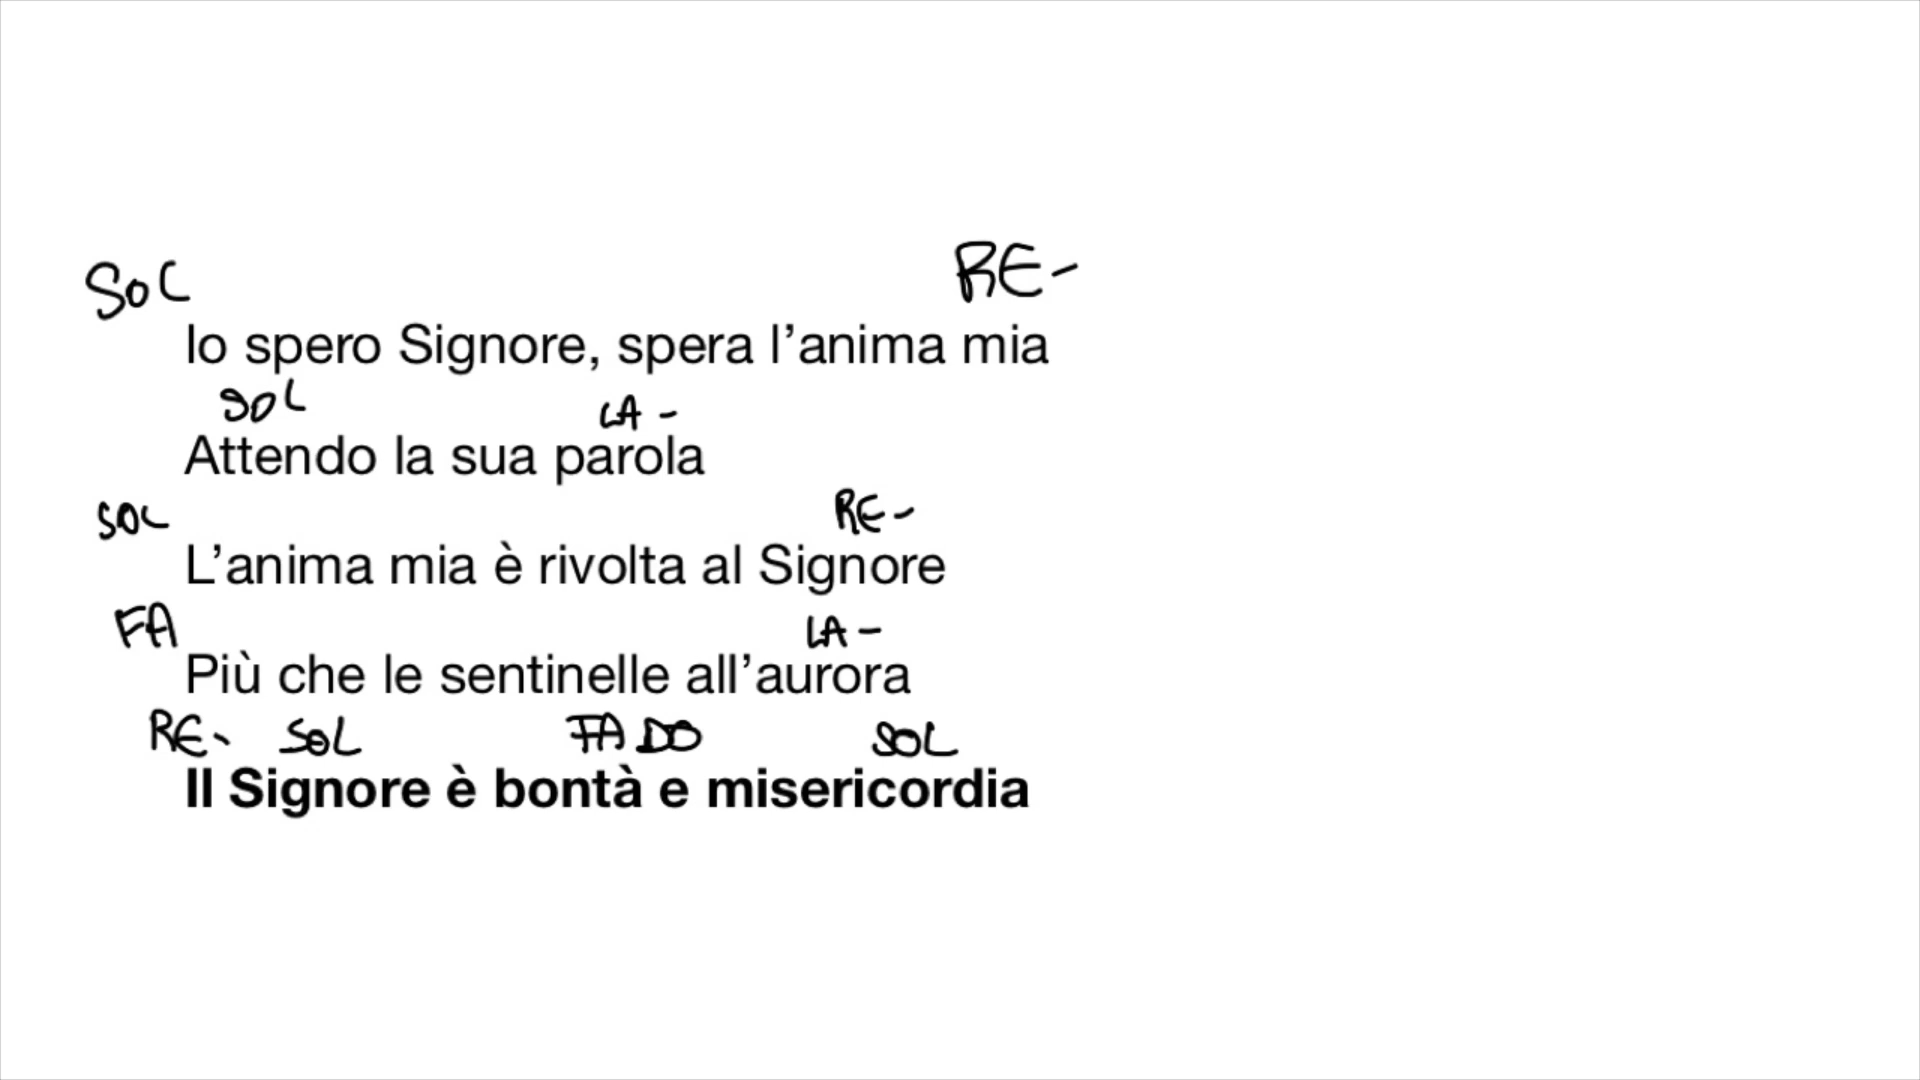 SOL RE-
Io spero Signore, spera l'anima mia
SOL LA -
Attendo la sua parola
SOL RE-
L'anima mia è rivolta al Signore
FA LA -
Più che le sentinelle all'aurora
RE- SOL FA DO SOL
Il Signore è bontà e misericordia